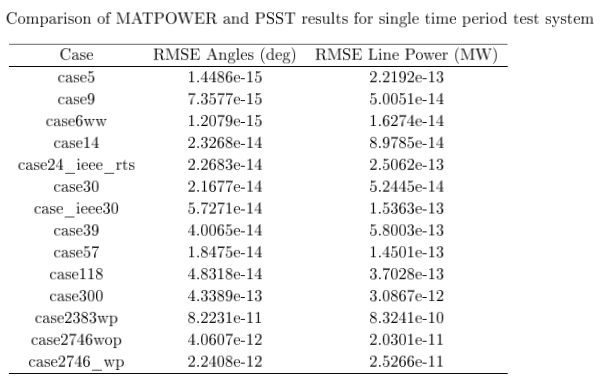 Comparison of MATPOWER and PSST results for single time period test system
Case RMSE Angles (deg) RMSE Line Power (MW)
case5 1.4486e-15 2.2192e-13
case9 7.3577e-15 5.0051e-14
case6ww 1.2079e-15 1.6274e-14
case14 2.3268e-14 8.9785e-14
case24_ieee_rts 2.2683e-14 2.5062e-13
case30 2.1677e-14 5.2445e-14
case_ieee30 5.7271e-14 1.5363e-13
case39 4.0065e-14 5.8003e-13
case57 1.8475e-14 1.4501e-13
case118 4.8318e-14 3.7028e-13
case300 4.3389e-13 3.0867e-12
case2383wp 8.2231e-11 8.3241e-10
case2746wop 4.0607e-12 2.0301e-11
case2746_wp 2.2408e-12 2.5266e-11